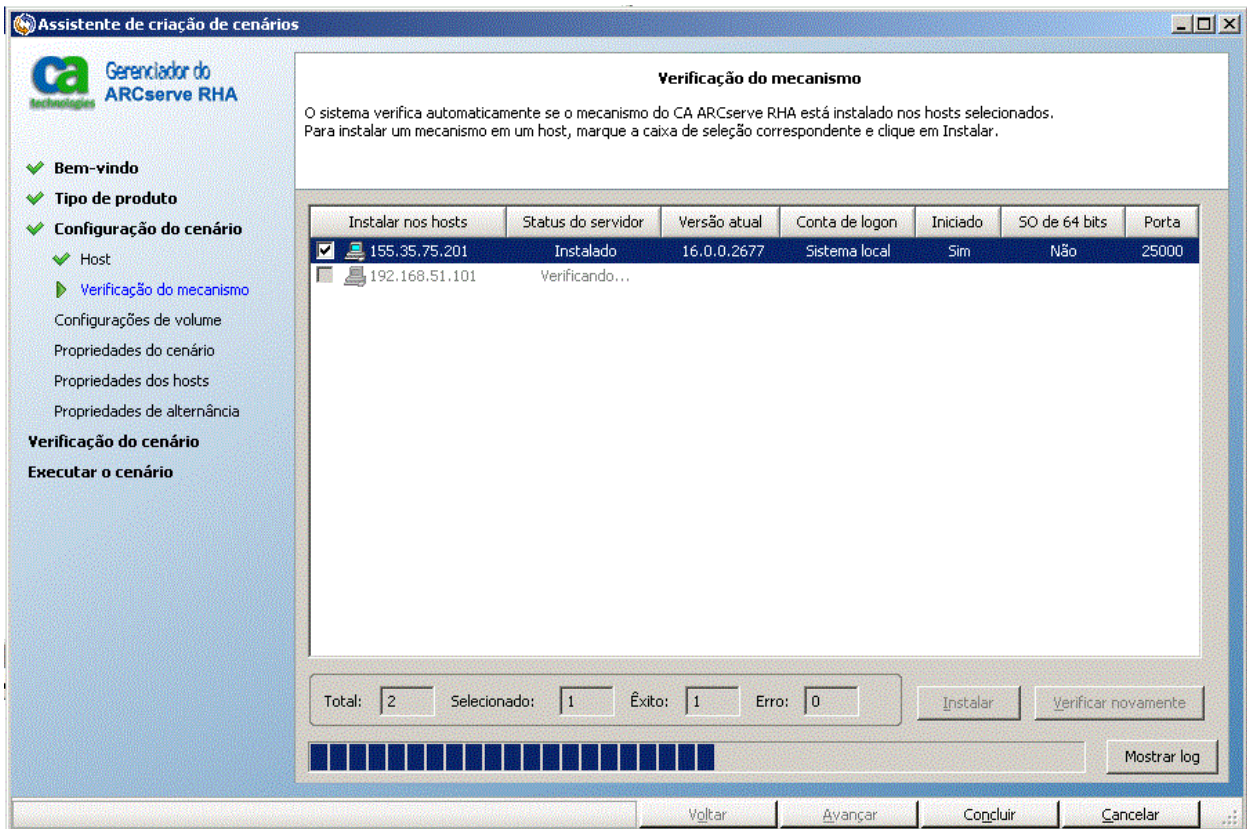 Assistente de criação de cenários
ca
technologies
Gerenciador do
ARCserve RHA
Bem-vindo
Tipo de produto
Configuração do cenário
Host
Verificação do mecanismo
Configurações de volume
Propriedades do cenário
Propriedades dos hosts
Propriedades de alternância
Verificação do cenário
Executar o cenário
Verificação do mecanismo
O sistema verifica automaticamente se o mecanismo do CA ARCserve RHA está instalado nos hosts selecionados.
Para instalar um mecanismo em um host, marque a caixa de seleção correspondente e clique em Instalar.
Instalar nos hosts Status do servidor Versão atual Conta de logon Iniciado SO de 64 bits Porta
155.35.75.201 Instalado 16.0.0.2677 Sistema local Sim Não 25000
192.168.51.101 Verificando...
Total: 2 Selecionado: 1 Êxito: 1 Erro: 0 Instalar Verificar novamente
Mostrar log
Voltar Avançar Concluir Cancelar